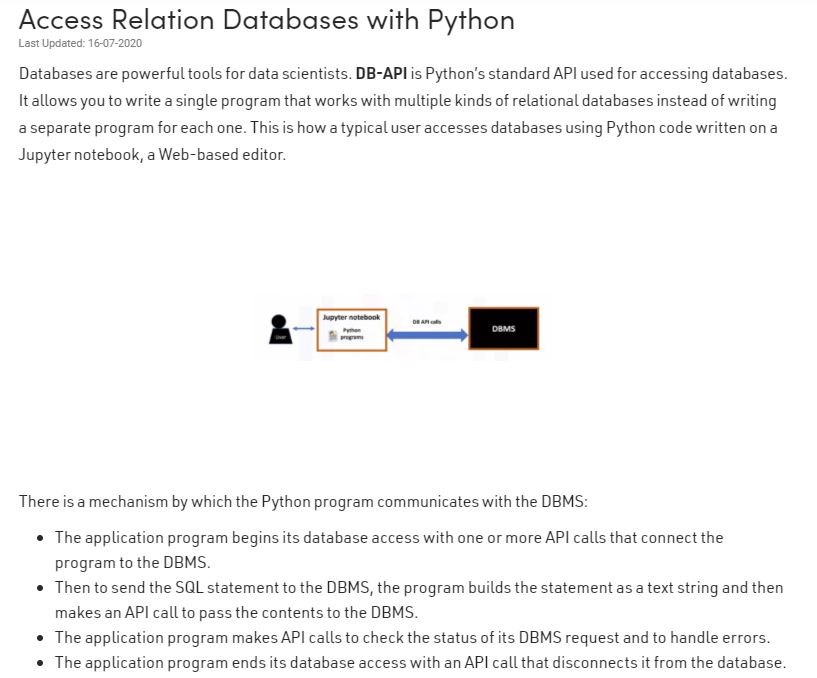 Access Relation Databases with Python
Last Updated: 16-07-2020
Databases are powerful tools for data scientists. DB-API is Python's standard API used for accessing databases.
It allows you to write a single program that works with multiple kinds of relational databases instead of writing
a separate program for each one. This is how a typical user accesses databases using Python code written on a
Jupyter notebook, a Web-based editor.
User
Jupyter notebook
Python
programs
DB API calls
DBMS
There is a mechanism by which the Python program communicates with the DBMS:
• The application program begins its database access with one or more API calls that connect the
program to the DBMS.
• Then to send the SQL statement to the DBMS, the program builds the statement as a text string and then
makes an API call to pass the contents to the DBMS.
• The application program makes API calls to check the status of its DBMS request and to handle errors.
• The application program ends its database access with an API call that disconnects it from the database.